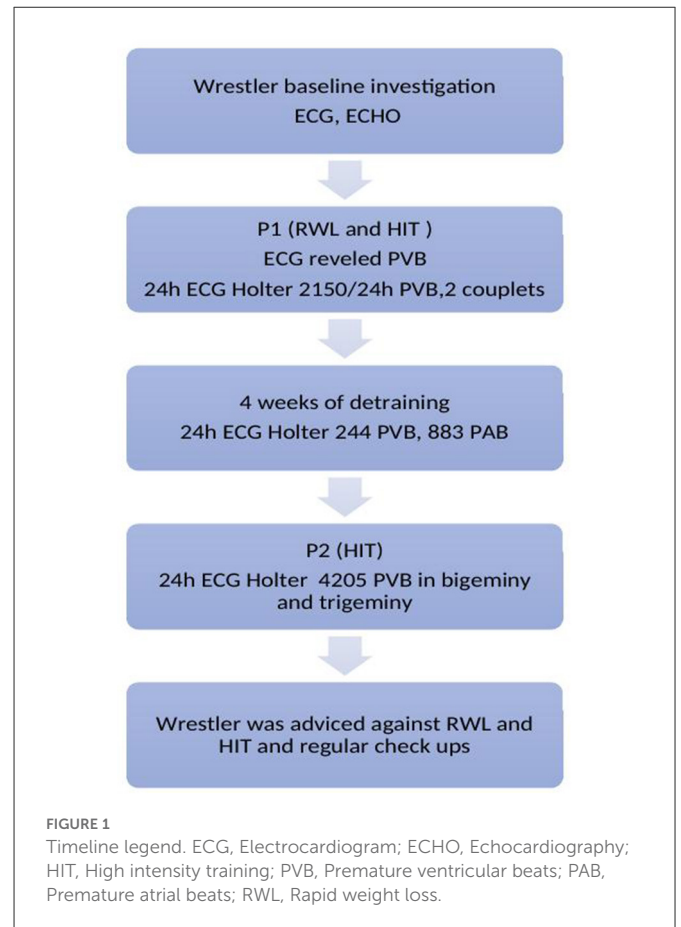 Wrestler baseline investigation
ECG, ECHO
P1 (RWL and HIT )
ECG reveled PVB
24h ECG Holter 2150/24h PVB,2 couplets
4 weeks of detraining
24h ECG Holter 244 PVB, 883 PAB
P2 (HIT)
24h ECG Holter  4205 PVB in bigeminy
and trigeminy
Wrestler was adviced against RWL and
HIT and regular check ups
FIGURE 1
Timeline legend. ECG, Electrocardiogram; ECHO, Echocardiography;
HIT, High intensity training; PVB, Premature ventricular beats; PAB,
Premature atrial beats; RWL, Rapid weight loss.